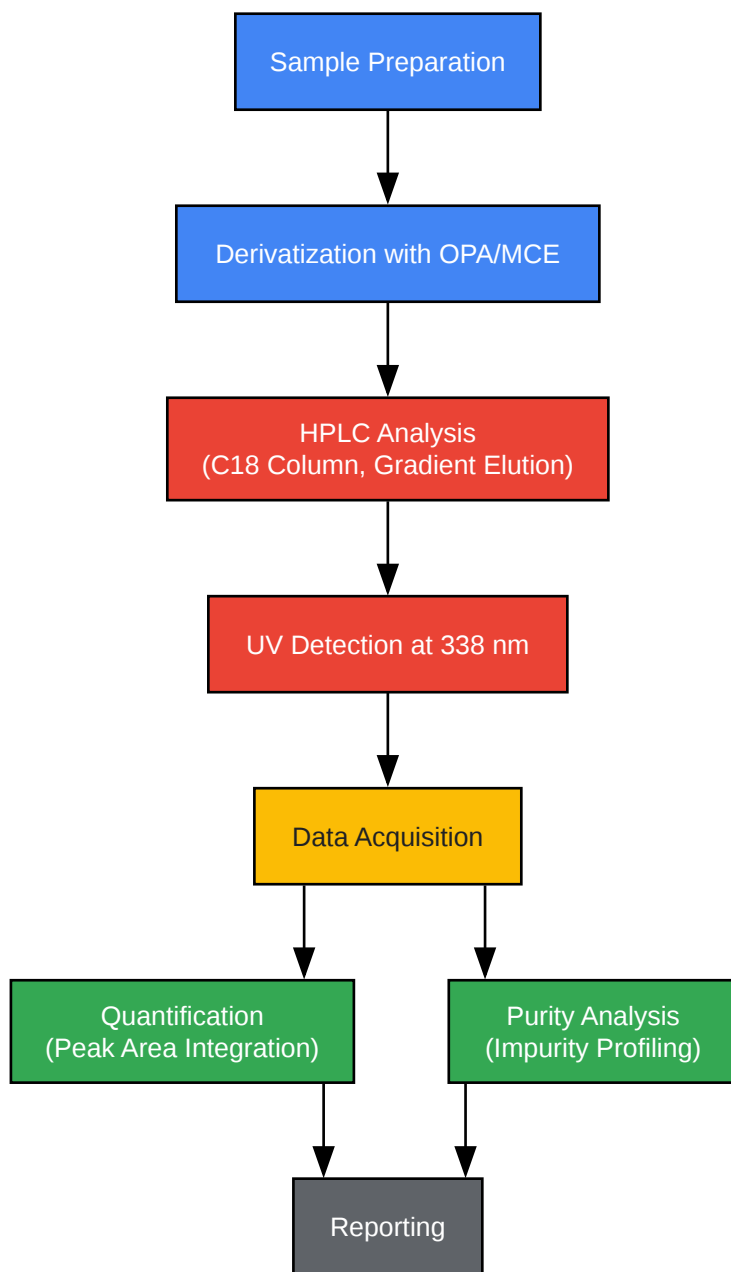 Sample Preparation
Derivatization with OPA/MCE
HPLC Analysis
(C18 Column, Gradient Elution)
UV Detection at 338 nm
Data Acquisition
Quantification
(Peak Area Integration)
Purity Analysis
(Impurity Profiling)
Reporting